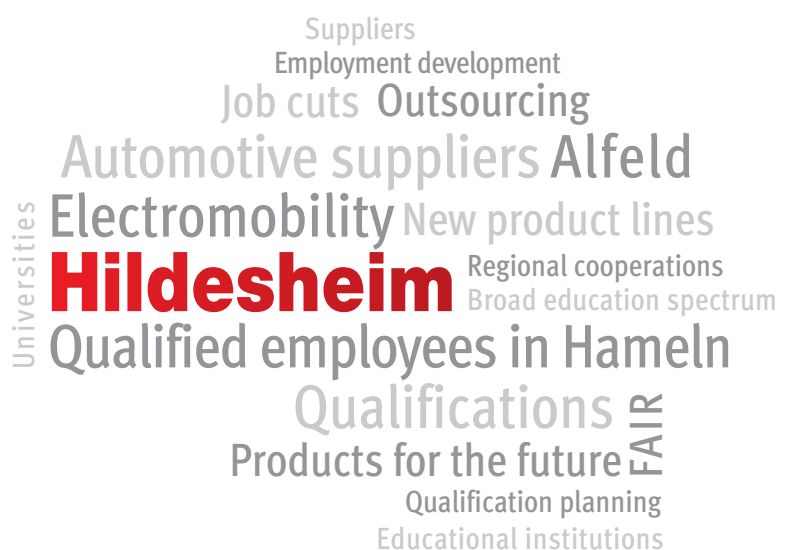 Suppliers
Employment development
Job cuts Outsourcing
Automotive suppliers Alfeld
Universities
Electromobility New product lines
Hildesheim
Regional cooperations
Broad education spectrum
Qualified employees in Hameln
Qualifications
FAIR
Products for the future
Qualification planning
Educational institutions